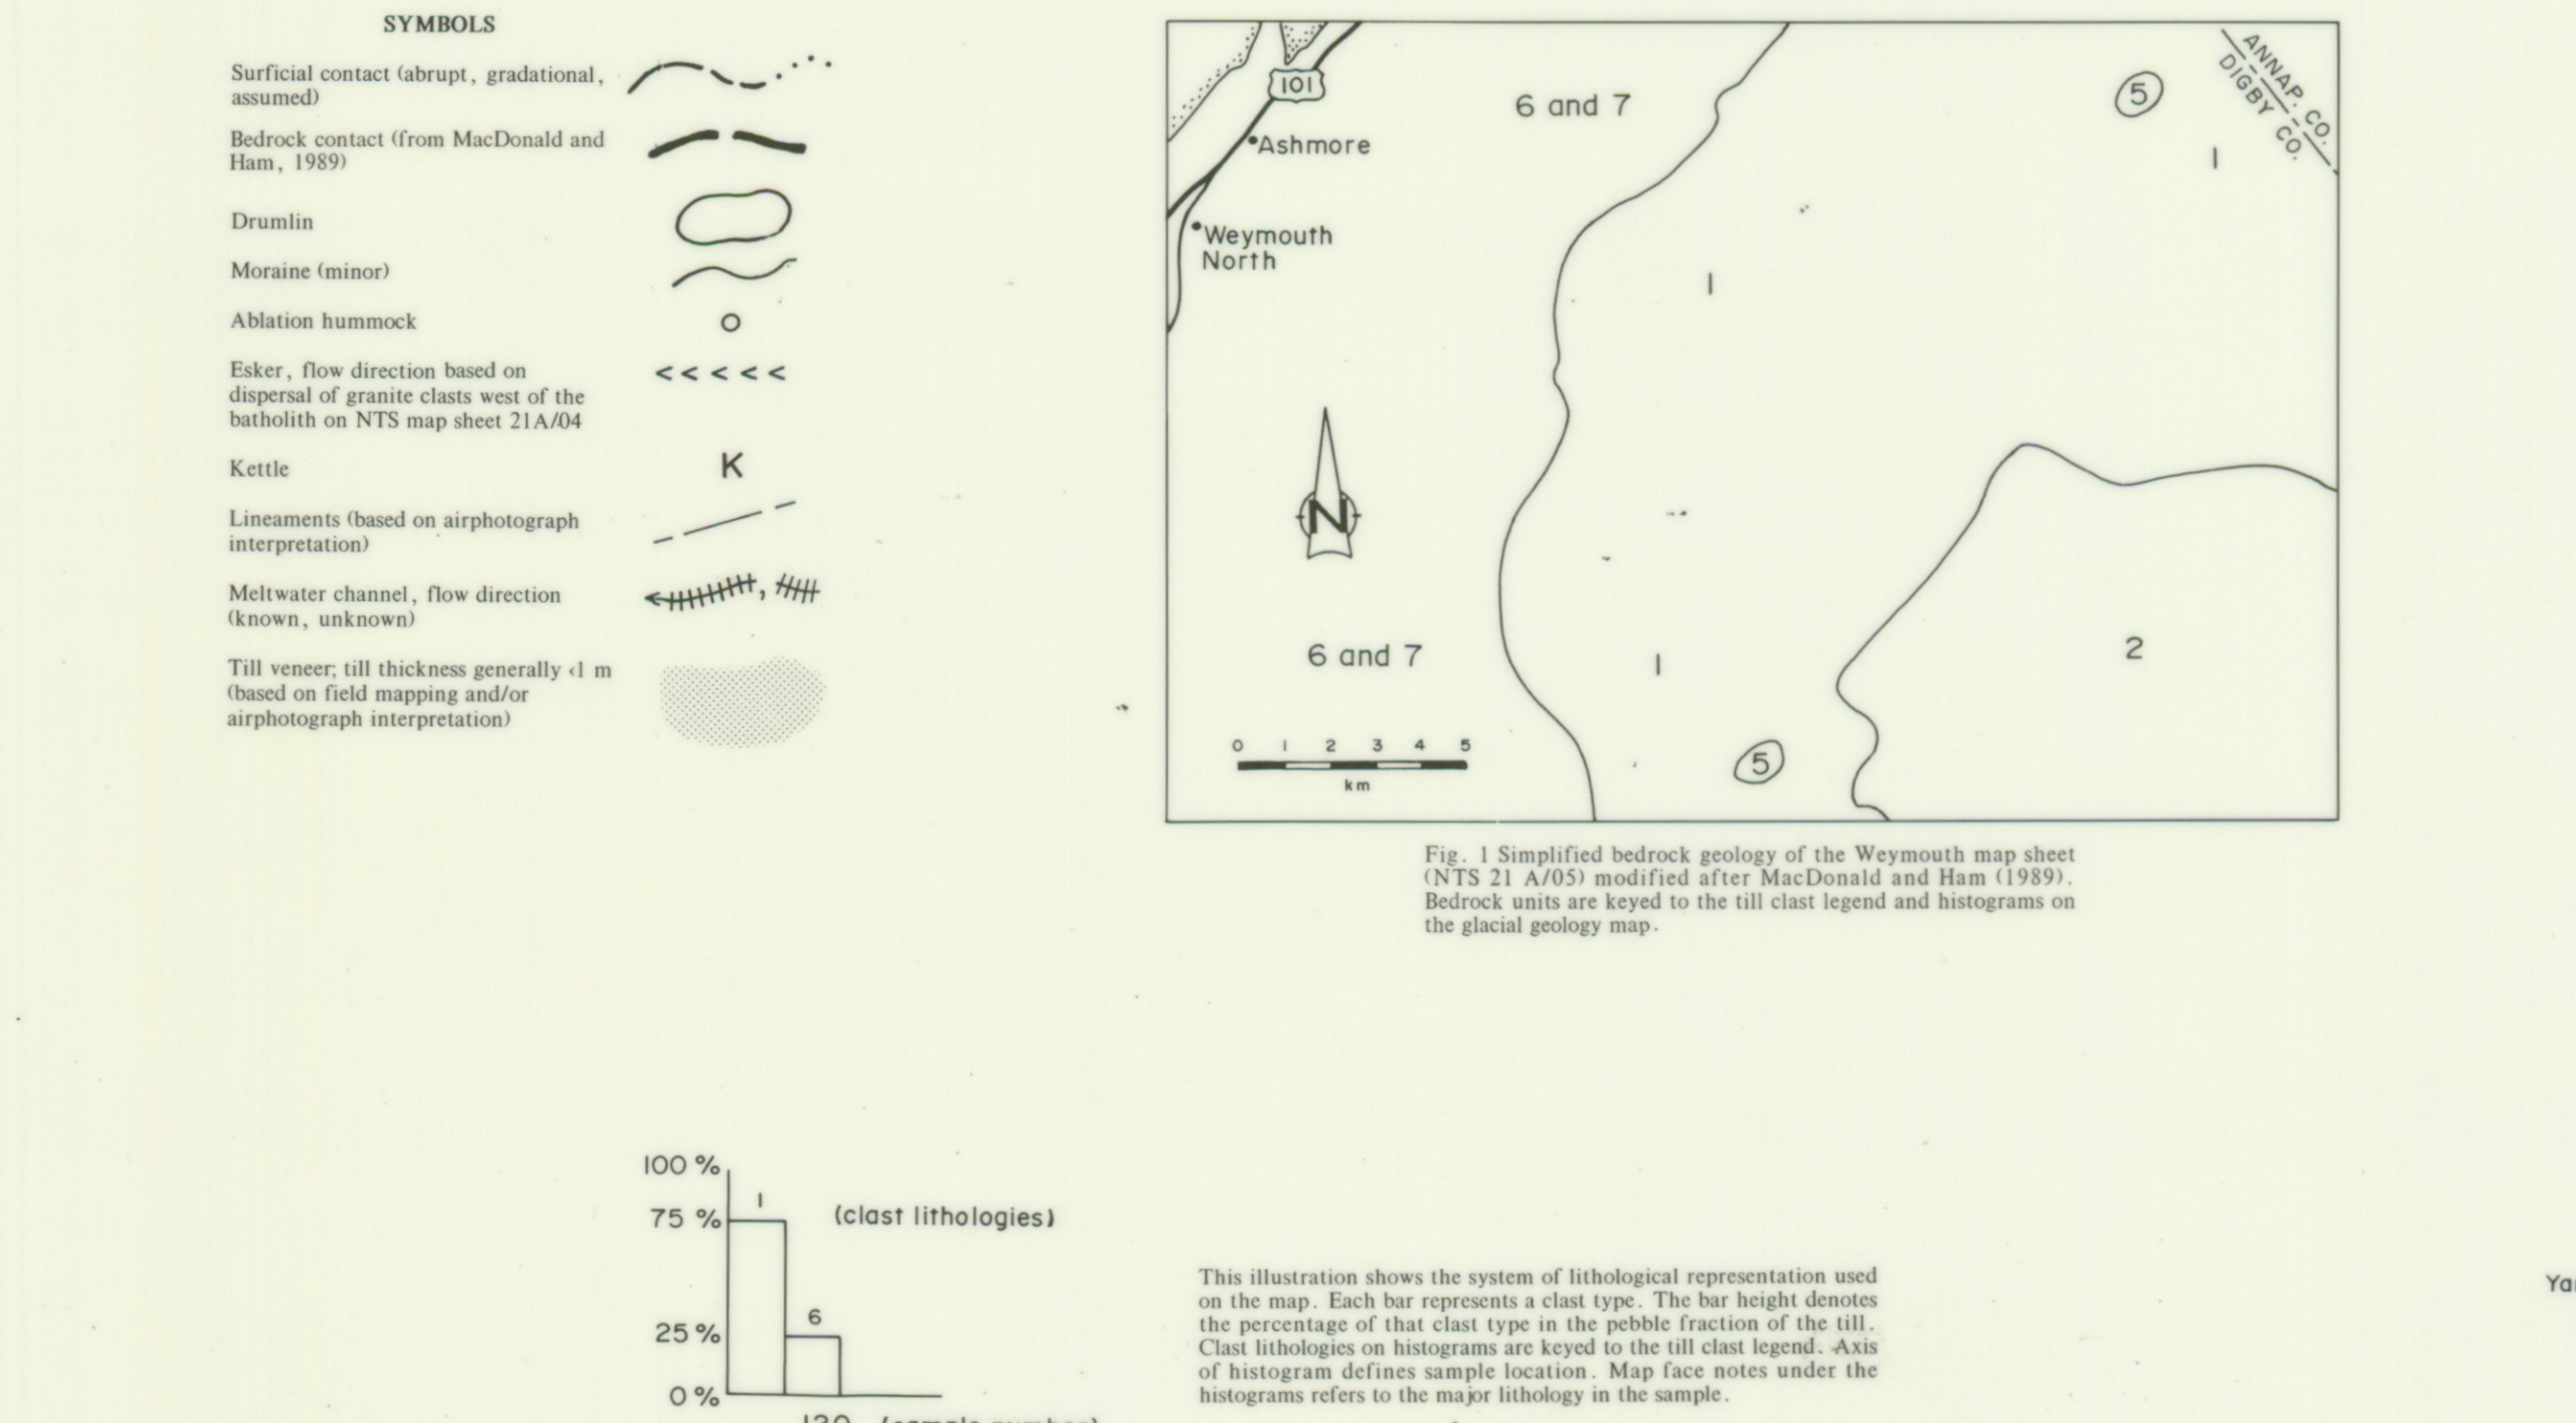 SYMBOLS
Surficial contact (abrupt, gradational,
assumed)
Bedrock contact (from MacDonald and
Ham, 1989)
Drumlin
Moraine (minor)
Ablation hummock
Esker, flow direction based on
dispersal of granite clasts west of the
batholith on NTS map sheet 21A/04
Kettle
K
Lineaments (based on airphotograph
interpretation)
Meltwater channel, flow direction
(known, unknown)
,
Till veneer; till thickness generally <1 m
(based on field mapping and/or
airphotograph interpretation)
101
6 and 7
5
ANNAP. CO.
DIGBY CO.
Ashmore
1
Weymouth
North
1
N
6 and 7
1
2
0 1 2 3 4 5
km
5
Fig. 1 Simplified bedrock geology of the Weymouth map sheet
(NTS 21 A/05) modified after MacDonald and Ham (1989).
Bedrock units are keyed to the till clast legend and histograms on
the glacial geology map.
100 %
1
75 %
(clast lithologies)
6
25 %
0 %
130 (sample number)
This illustration shows the system of lithological representation used
on the map. Each bar represents a clast type. The bar height denotes
the percentage of that clast type in the pebble fraction of the till.
Clast lithologies on histograms are keyed to the till clast legend. Axis
of histogram defines sample location. Map face notes under the
histograms refers to the major lithology in the sample.